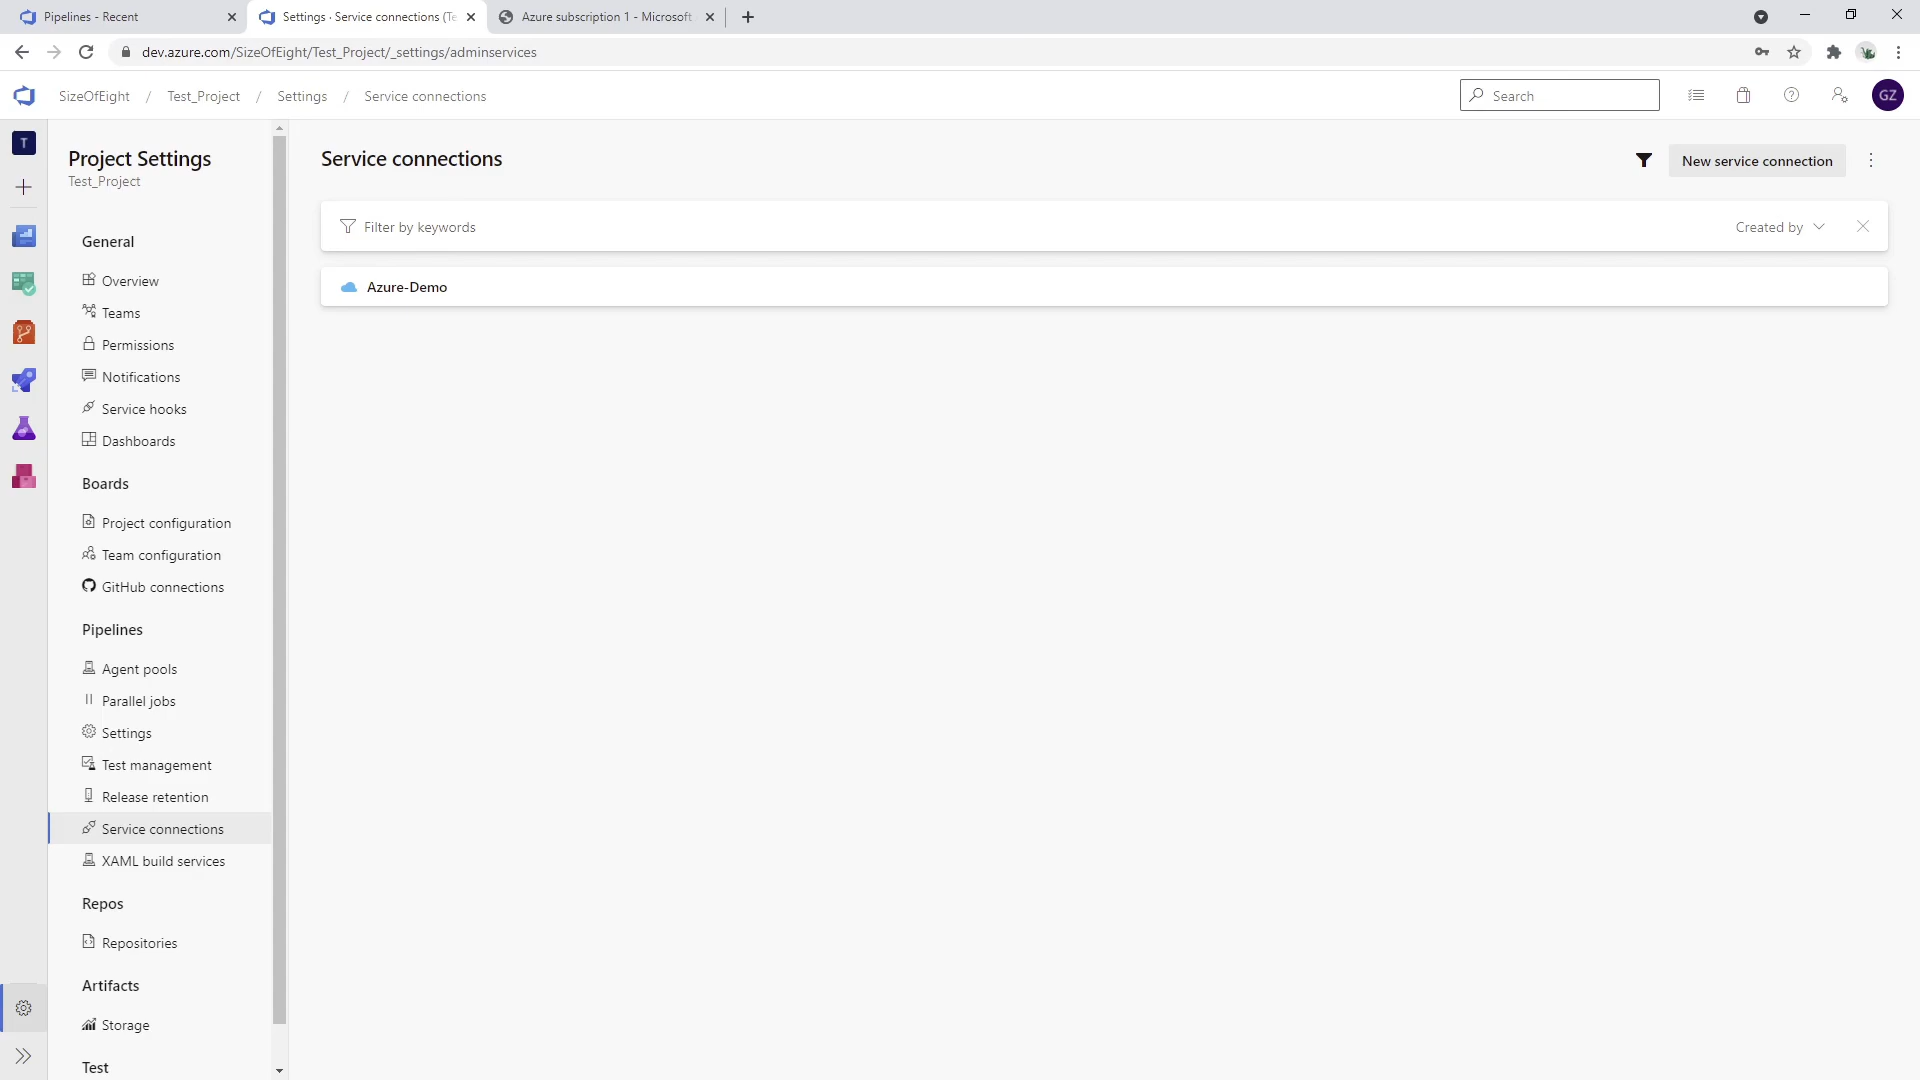 Pipelines - Recent
Settings · Service connections (Te
Azure subscription 1 - Microsoft
dev.azure.com/SizeOfEight/Test_Project/_settings/adminservices
SizeOfEight / Test_Project / Settings / Service connections
Search
GZ
T
Project Settings
Test_Project
General
Overview
Teams
Permissions
Notifications
Service hooks
Dashboards
Boards
Project configuration
Team configuration
GitHub connections
Pipelines
Agent pools
Parallel jobs
Settings
Test management
Release retention
Service connections
XAML build services
Repos
Repositories
Artifacts
Storage
Test
Service connections
New service connection
Filter by keywords
Created by
Azure-Demo